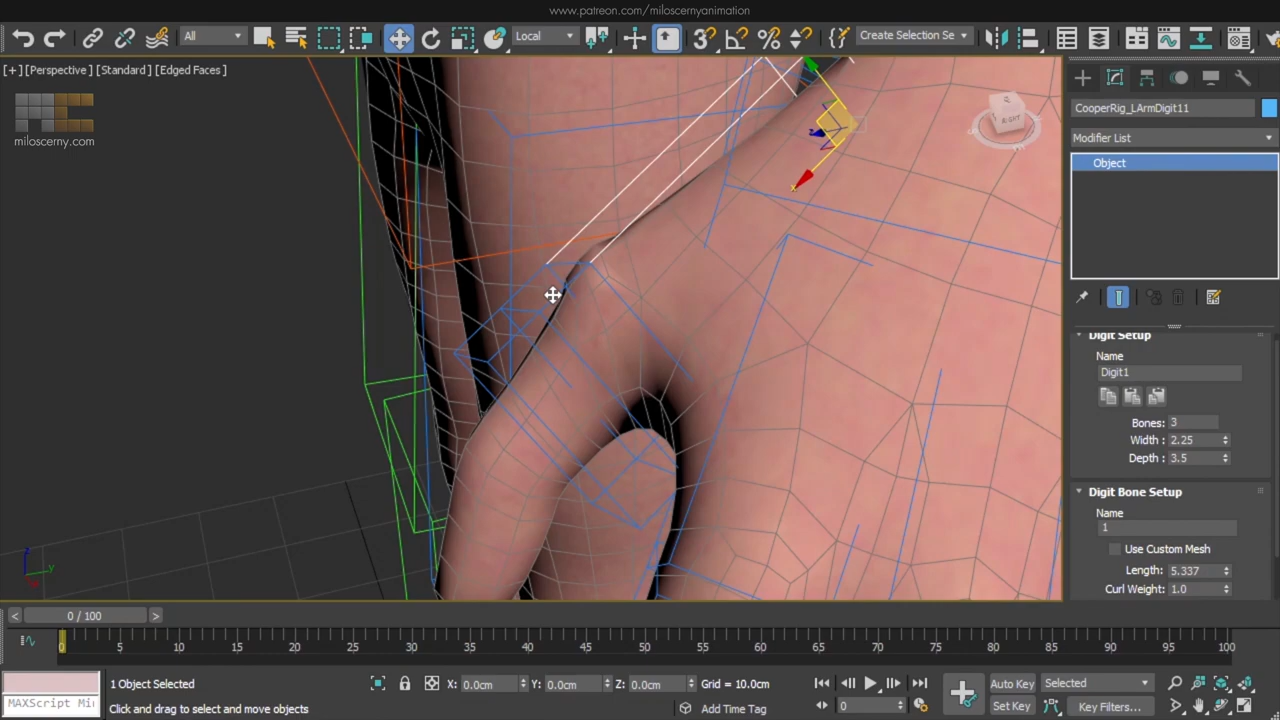 www.patreon.com/miloscernyanimation
All
Local
3
Create Selection Se
[+] [Perspective] [Standard] [Edged Faces]
miloscerny.com
CooperRig_LArmDigit11
Modifier List
Object
Digit Setup
Name
Digit1
Bones: 3
Width : 2.25
Depth : 3.5
Digit Bone Setup
Name
1
Use Custom Mesh
Length: 5.337
Curl Weight: 1.0
z
x
z
y
< 0 / 100 >
0 5 10 15 20 25 30 35 40 45 50 55 60 65 70 75 80 85 90 95 100
1 Object Selected
X: 0.0cm Y: 0.0cm Z: 0.0cm Grid = 10.0cm
Auto Key Selected
MAXScript Mi
Click and drag to select and move objects
Add Time Tag
0
Set Key Key Filters...